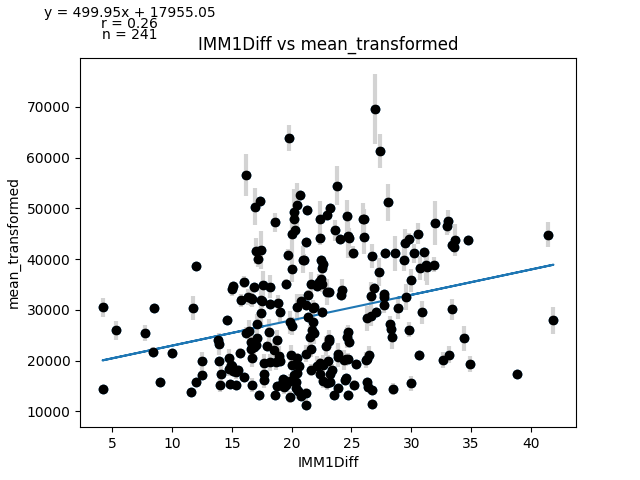 y = 499.95x + 17955.05
r = 0.26
n = 241
IMM1Diff vs mean_transformed
70000
60000
50000
40000
30000
20000
10000
mean_transformed
5 10 15 20 25 30 35 40
IMM1Diff